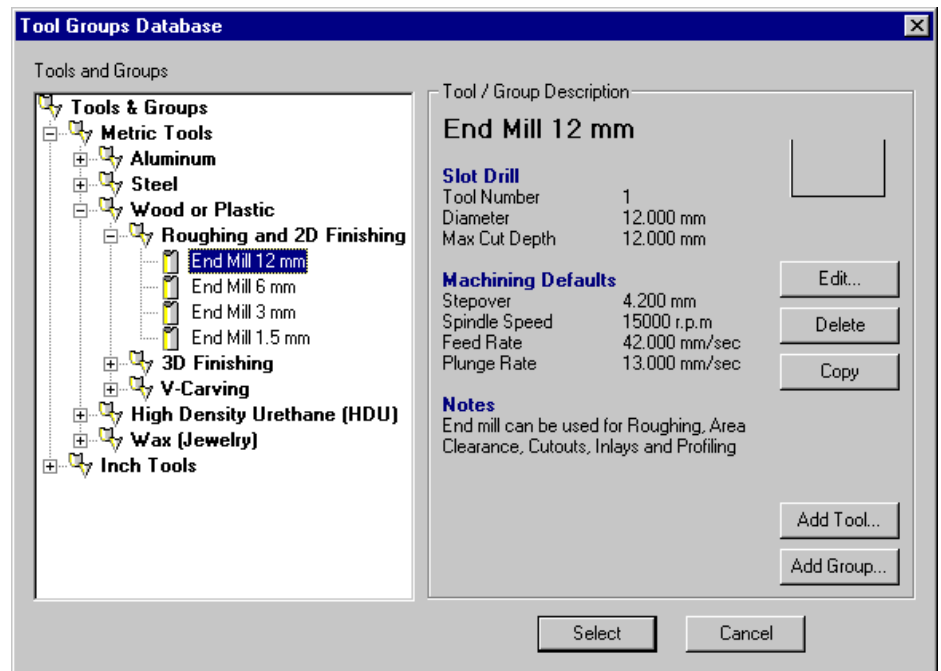 Tool Groups Database
Tools and Groups
Tools & Groups
Metric Tools
Aluminum
Steel
Wood or Plastic
Roughing and 2D Finishing
End Mill 12 mm
End Mill 6 mm
End Mill 3 mm
End Mill 1.5 mm
3D Finishing
V-Carving
High Density Urethane (HDU)
Wax (Jewelry)
Inch Tools
Tool / Group Description
End Mill 12 mm
Slot Drill
Tool Number 1
Diameter 12.000 mm
Max Cut Depth 12.000 mm
Machining Defaults
Stepover 4.200 mm
Spindle Speed 15000 r.p.m
Feed Rate 42.000 mm/sec
Plunge Rate 13.000 mm/sec
Notes
End mill can be used for Roughing, Area
Clearance, Cutouts, Inlays and Profiling
Edit...
Delete
Copy
Add Tool...
Add Group...
Select Cancel